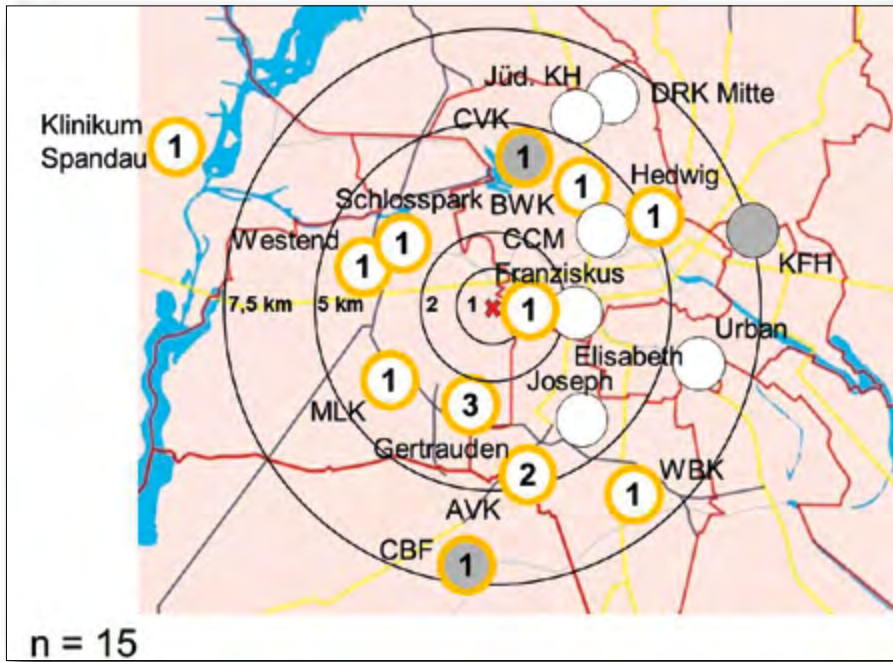 Jüd. KH
DRK Mitte
Klinikum
Spandau
1
CVK
1
Hedwig
1
BWK
1
Schlosspark
1
Westend
1
CCM
KFH
Franziskus
1
7,5 km
5 km
2
1
Urban
Elisabeth
Joseph
1
MLK
3
Gertrauden
2
AVK
WBK
1
CBF
1
n = 15